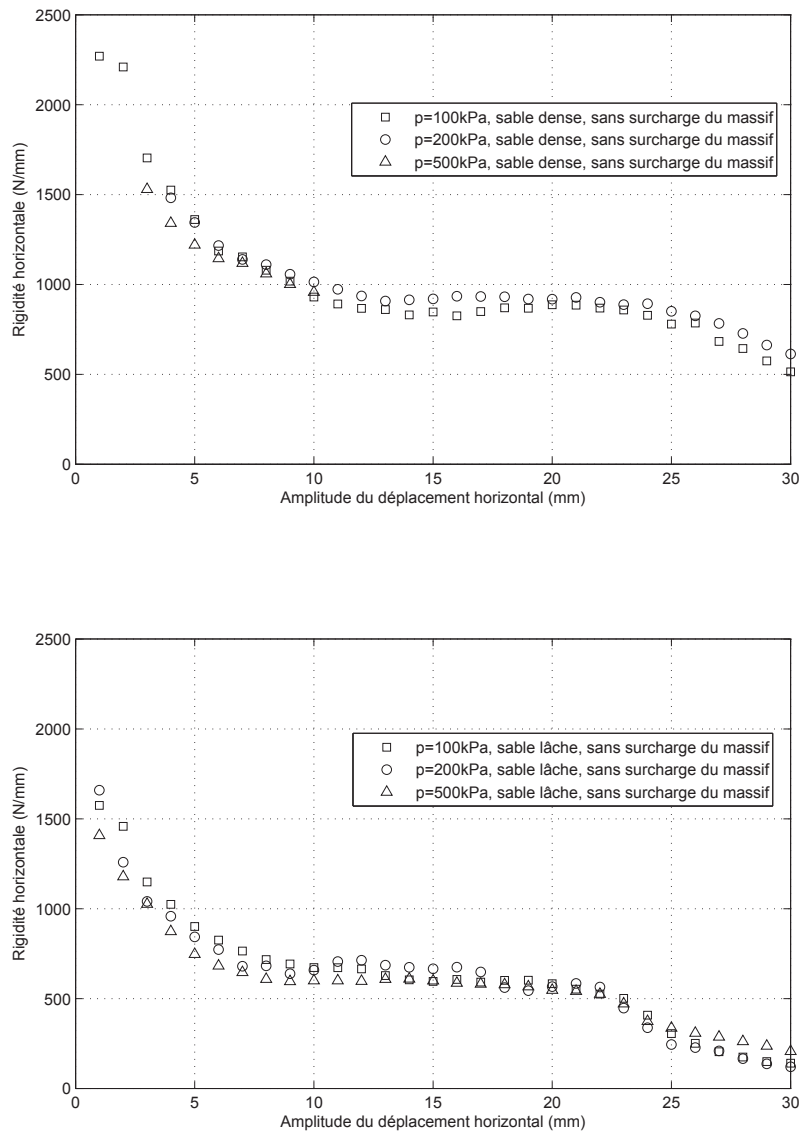 2500
2000
1500
1000
500
0
Rigidité horizontale (N/mm)
p=100kPa, sable dense, sans surcharge du massif
p=200kPa, sable dense, sans surcharge du massif
p=500kPa, sable dense, sans surcharge du massif
0 5 10 15 20 25 30
Amplitude du déplacement horizontal (mm)
2500
2000
1500
1000
500
0
Rigidité horizontale (N/mm)
p=100kPa, sable lâche, sans surcharge du massif
p=200kPa, sable lâche, sans surcharge du massif
p=500kPa, sable lâche, sans surcharge du massif
0 5 10 15 20 25 30
Amplitude du déplacement horizontal (mm)